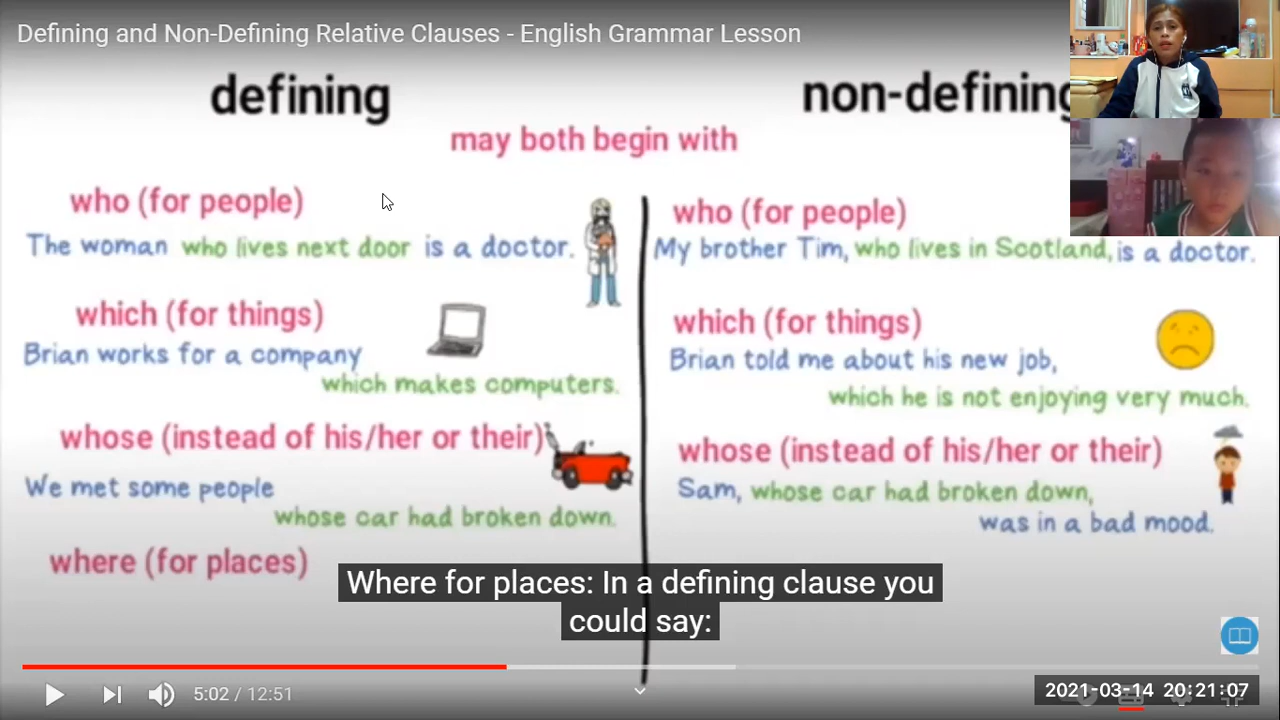 Defining and Non-Defining Relative Clauses - English Grammar Lesson
defining
non-defining
may both begin with
who (for people)
The woman who lives next door is a doctor.
which (for things)
Brian works for a company
which makes computers.
whose (instead of his/her or their)
We met some people
whose car had broken down.
where (for places)
who (for people)
My brother Tim, who lives in Scotland, is a doctor.
which (for things)
Brian told me about his new job,
which he is not enjoying very much.
whose (instead of his/her or their)
Sam, whose car had broken down,
was in a bad mood.
Where for places: In a defining clause you
could say:
5:02 / 12:51
2021-03-14 20:21:07